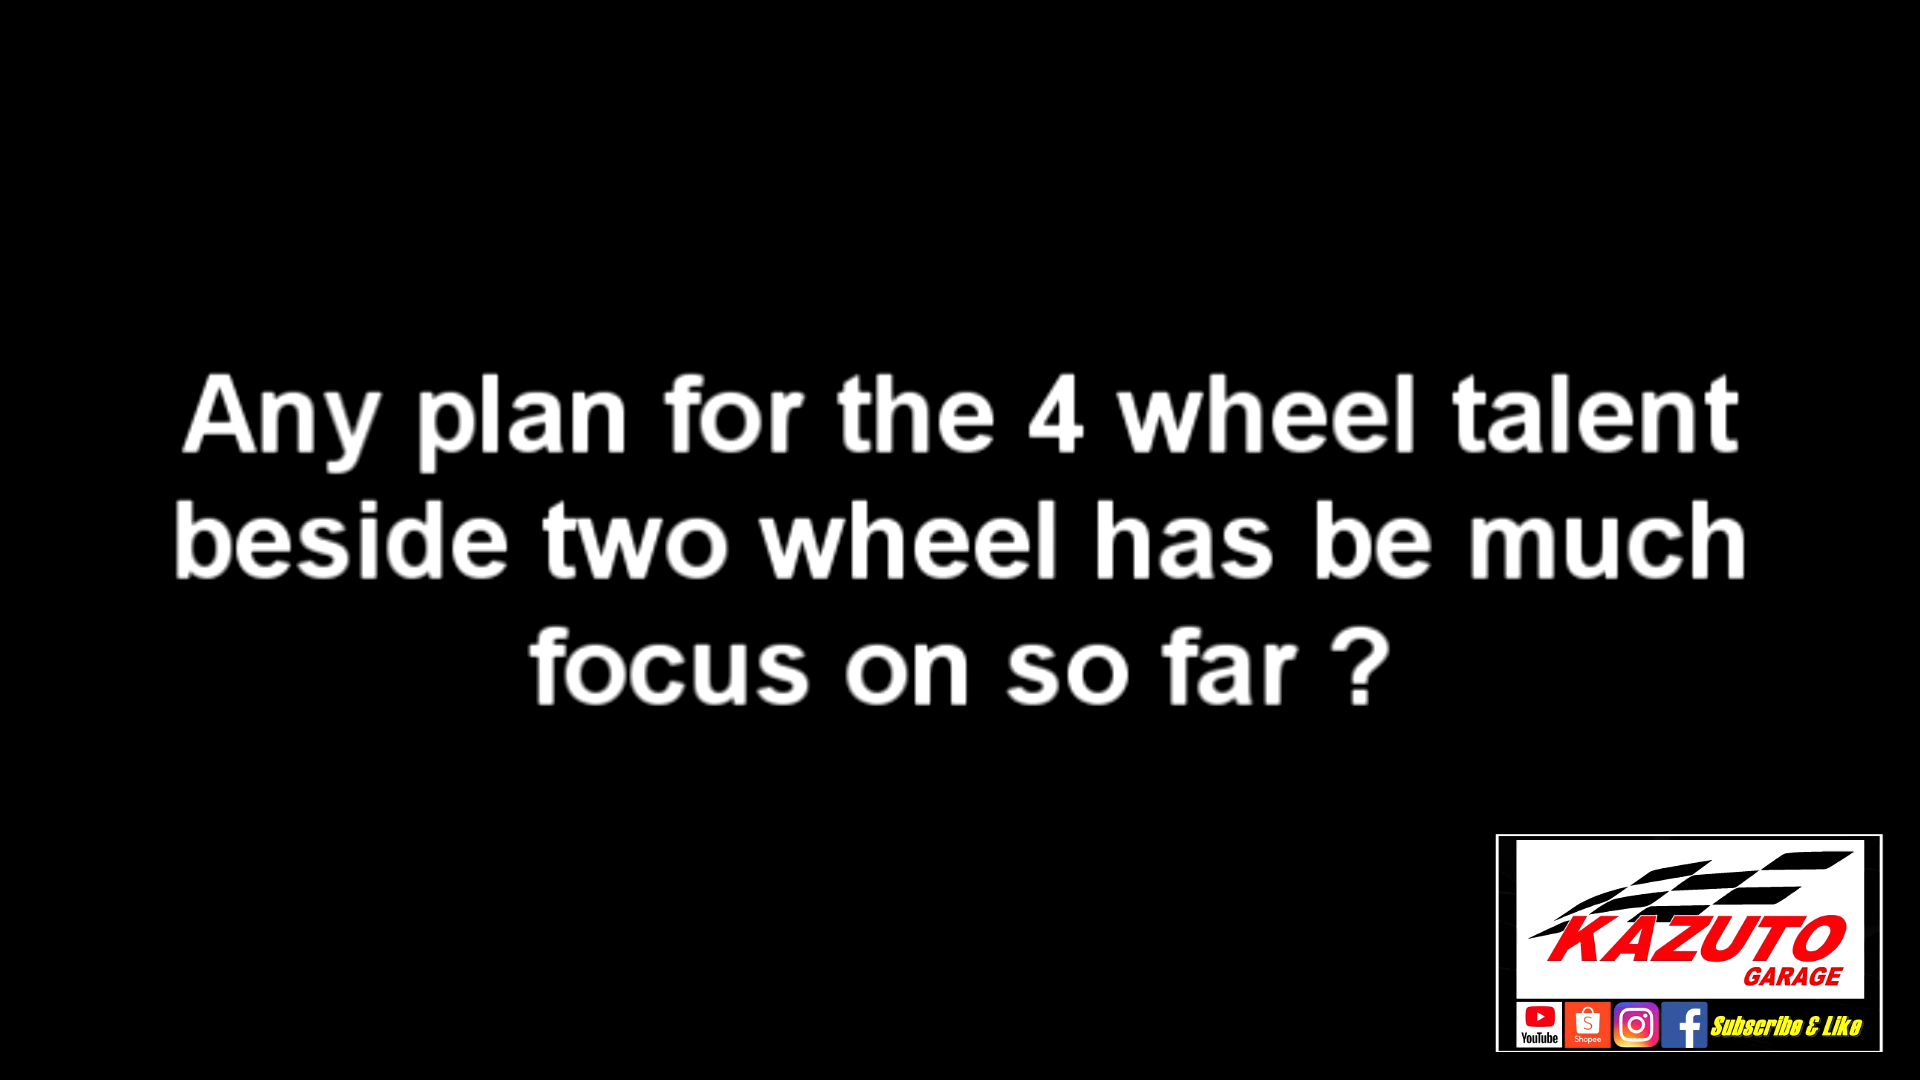 Any plan for the 4 wheel talent
beside two wheel has be much
focus on so far ?
KAZUTO
GARAGE
YouTube
Shopee
Subscribe & Like